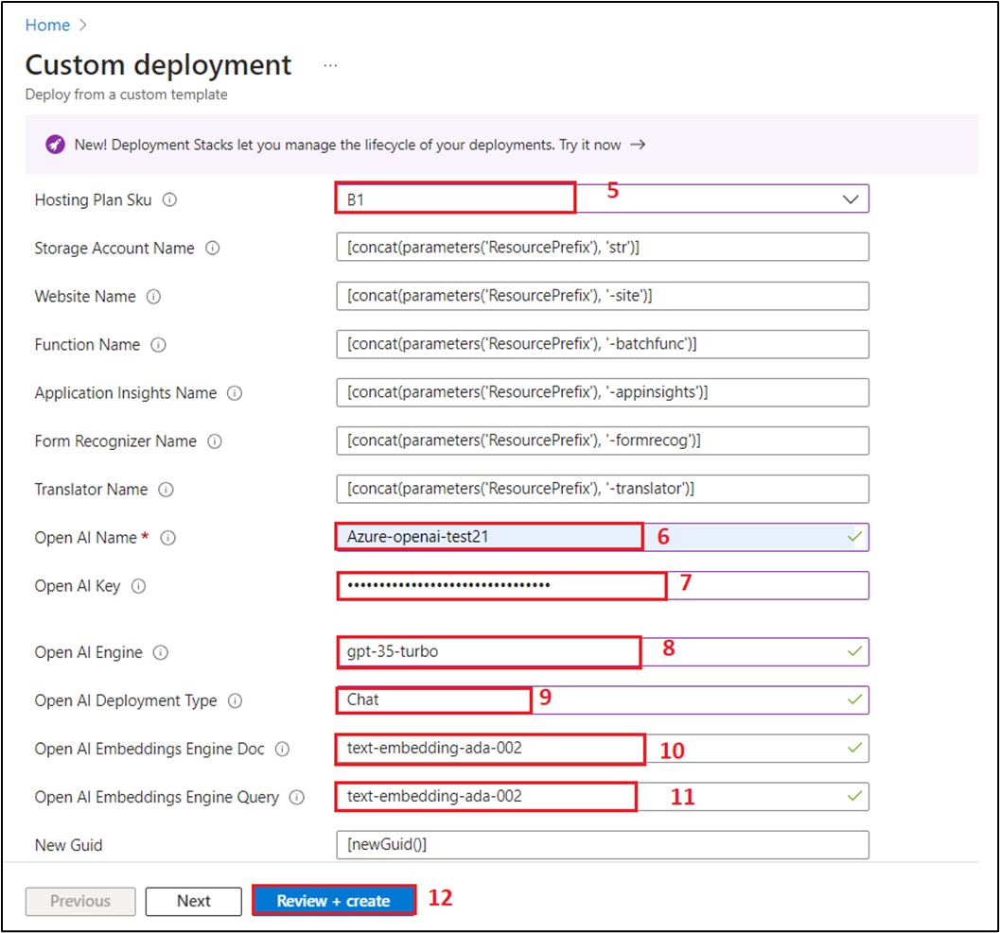 Home
Custom deployment ...
Deploy from a custom template
New! Deployment Stacks let you manage the lifecycle of your deployments. Try it now →
Hosting Plan Sku B1 5
Storage Account Name [concat(parameters('ResourcePrefix'), 'str')]
Website Name [concat(parameters('ResourcePrefix'), '-site')]
Function Name [concat(parameters('ResourcePrefix'), '-batchfunc')]
Application Insights Name [concat(parameters('ResourcePrefix'), '-appinsights')]
Form Recognizer Name [concat(parameters('ResourcePrefix'), '-formrecog')]
Translator Name [concat(parameters('ResourcePrefix'), '-translator')]
Open AI Name * Azure-openai-test21 6
Open AI Key •••••••••••••••••••••••••••••••• 7
Open AI Engine gpt-35-turbo 8
Open AI Deployment Type Chat 9
Open AI Embeddings Engine Doc text-embedding-ada-002 10
Open AI Embeddings Engine Query text-embedding-ada-002 11
New Guid [newGuid()]
Previous Next Review + create 12